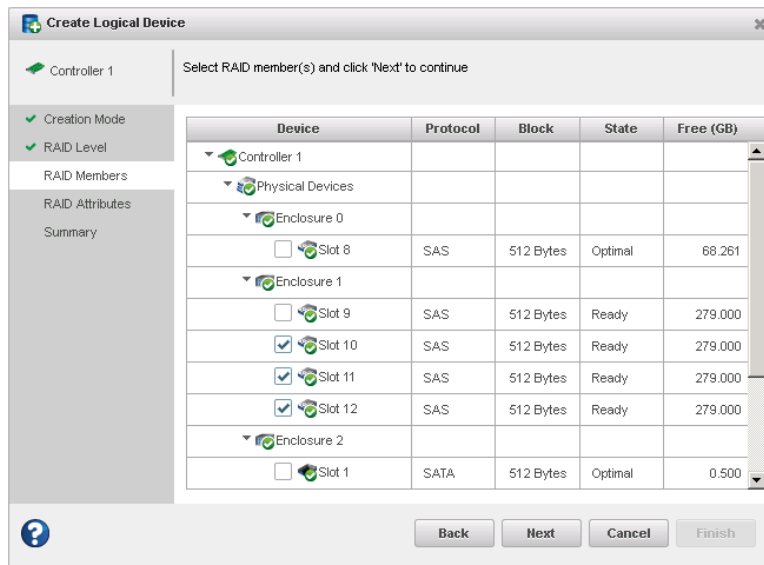 Create Logical Device
Controller 1
Select RAID member(s) and click 'Next' to continue
Creation Mode
RAID Level
RAID Members
RAID Attributes
Summary
Device Protocol Block State Free (GB)
Controller 1
Physical Devices
Enclosure 0
Slot 8 SAS 512 Bytes Optimal 68.261
Enclosure 1
Slot 9 SAS 512 Bytes Ready 279.000
Slot 10 SAS 512 Bytes Ready 279.000
Slot 11 SAS 512 Bytes Ready 279.000
Slot 12 SAS 512 Bytes Ready 279.000
Enclosure 2
Slot 1 SATA 512 Bytes Optimal 0.500
? Back Next Cancel Finish